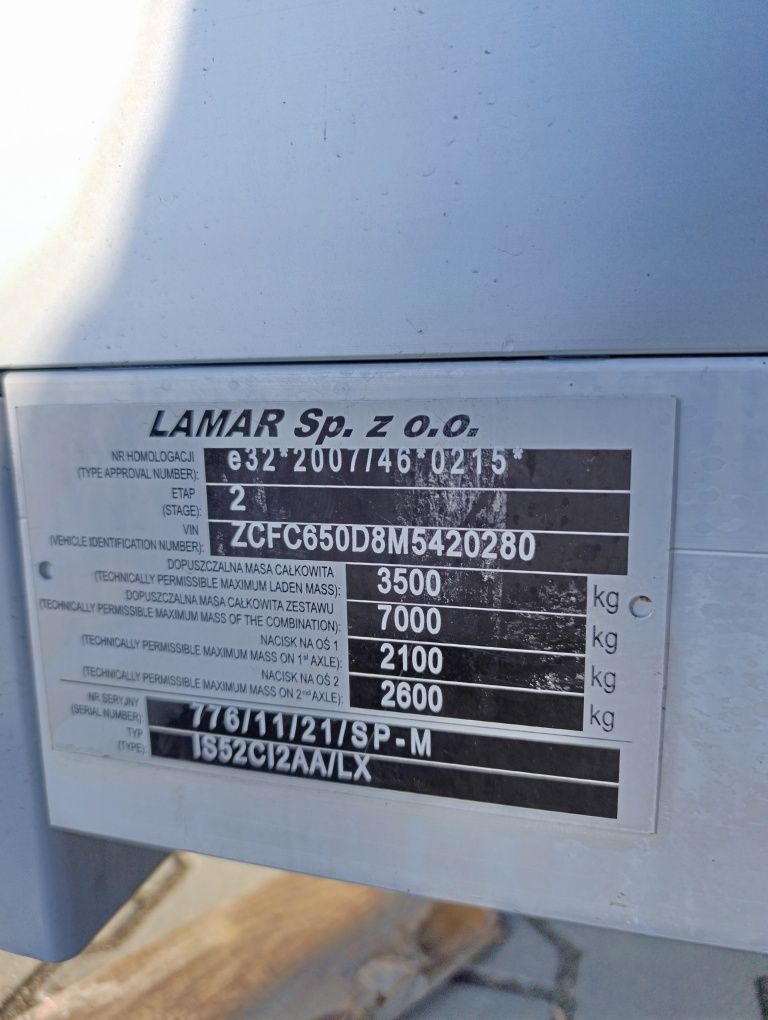 LAMAR Sp. z o.o.
NR HOMOLOGACJI
(TYPE APPROVAL NUMBER): e32*2007/46*0215*
ETAP
(STAGE): 2
VIN
(VEHICLE IDENTIFICATION NUMBER): ZCFC650D8M5420280
DOPUSZCZALNA MASA CAŁKOWITA
(TECHNICALLY PERMISSIBLE MAXIMUM LADEN MASS): 3500 kg
DOPUSZCZALNA MASA CAŁKOWITA ZESTAWU
(TECHNICALLY PERMISSIBLE MAXIMUM MASS OF THE COMBINATION): 7000 kg
NACISK NA OŚ 1
(TECHNICALLY PERMISSIBLE MAXIMUM MASS ON 1st AXLE): 2100 kg
NACISK NA OŚ 2
(TECHNICALLY PERMISSIBLE MAXIMUM MASS ON 2nd AXLE): 2600 kg
NR SERYJNY
(SERIAL NUMBER): 776/11/21/SP-M
TYP
(TYPE): IS52CI2AA/LX